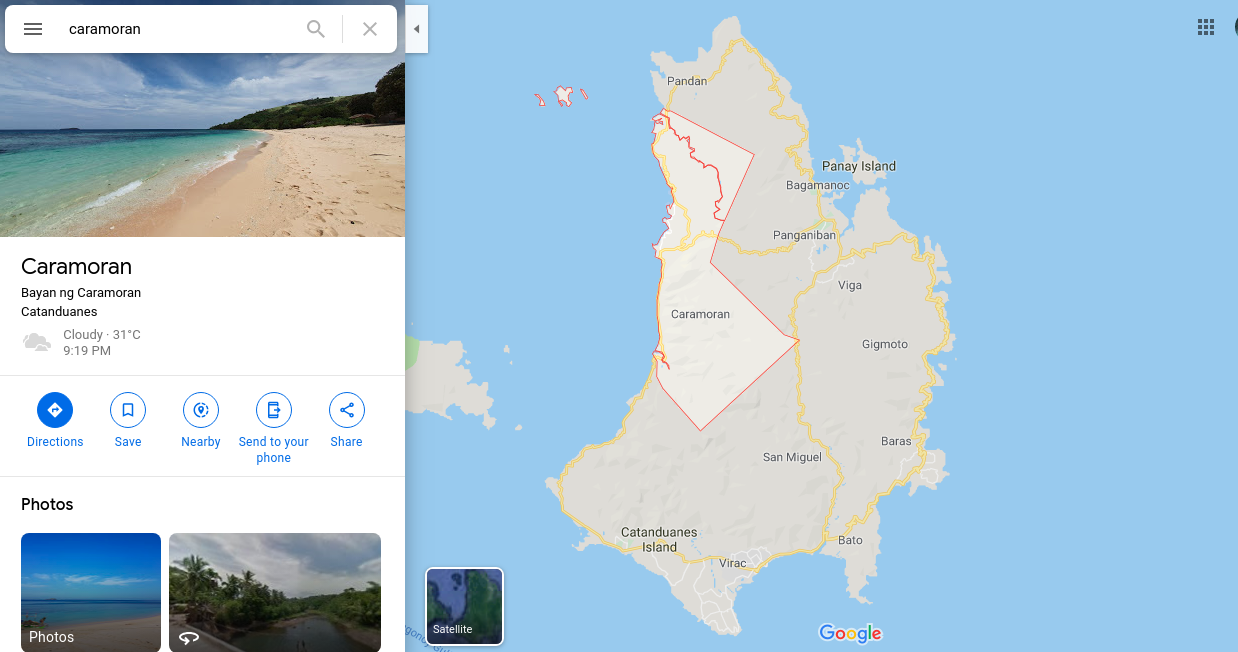 caramoran
Caramoran
Bayan ng Caramoran
Catanduanes
Cloudy · 31°C
9:19 PM
Directions
Save
Nearby
Send to your
phone
Share
Photos
Photos
Pandan
Panay Island
Bagamanoc
Panganiban
Viga
Caramoran
Gigmoto
Baras
San Miguel
Catanduanes
Island
Bato
Virac
Satellite
Google